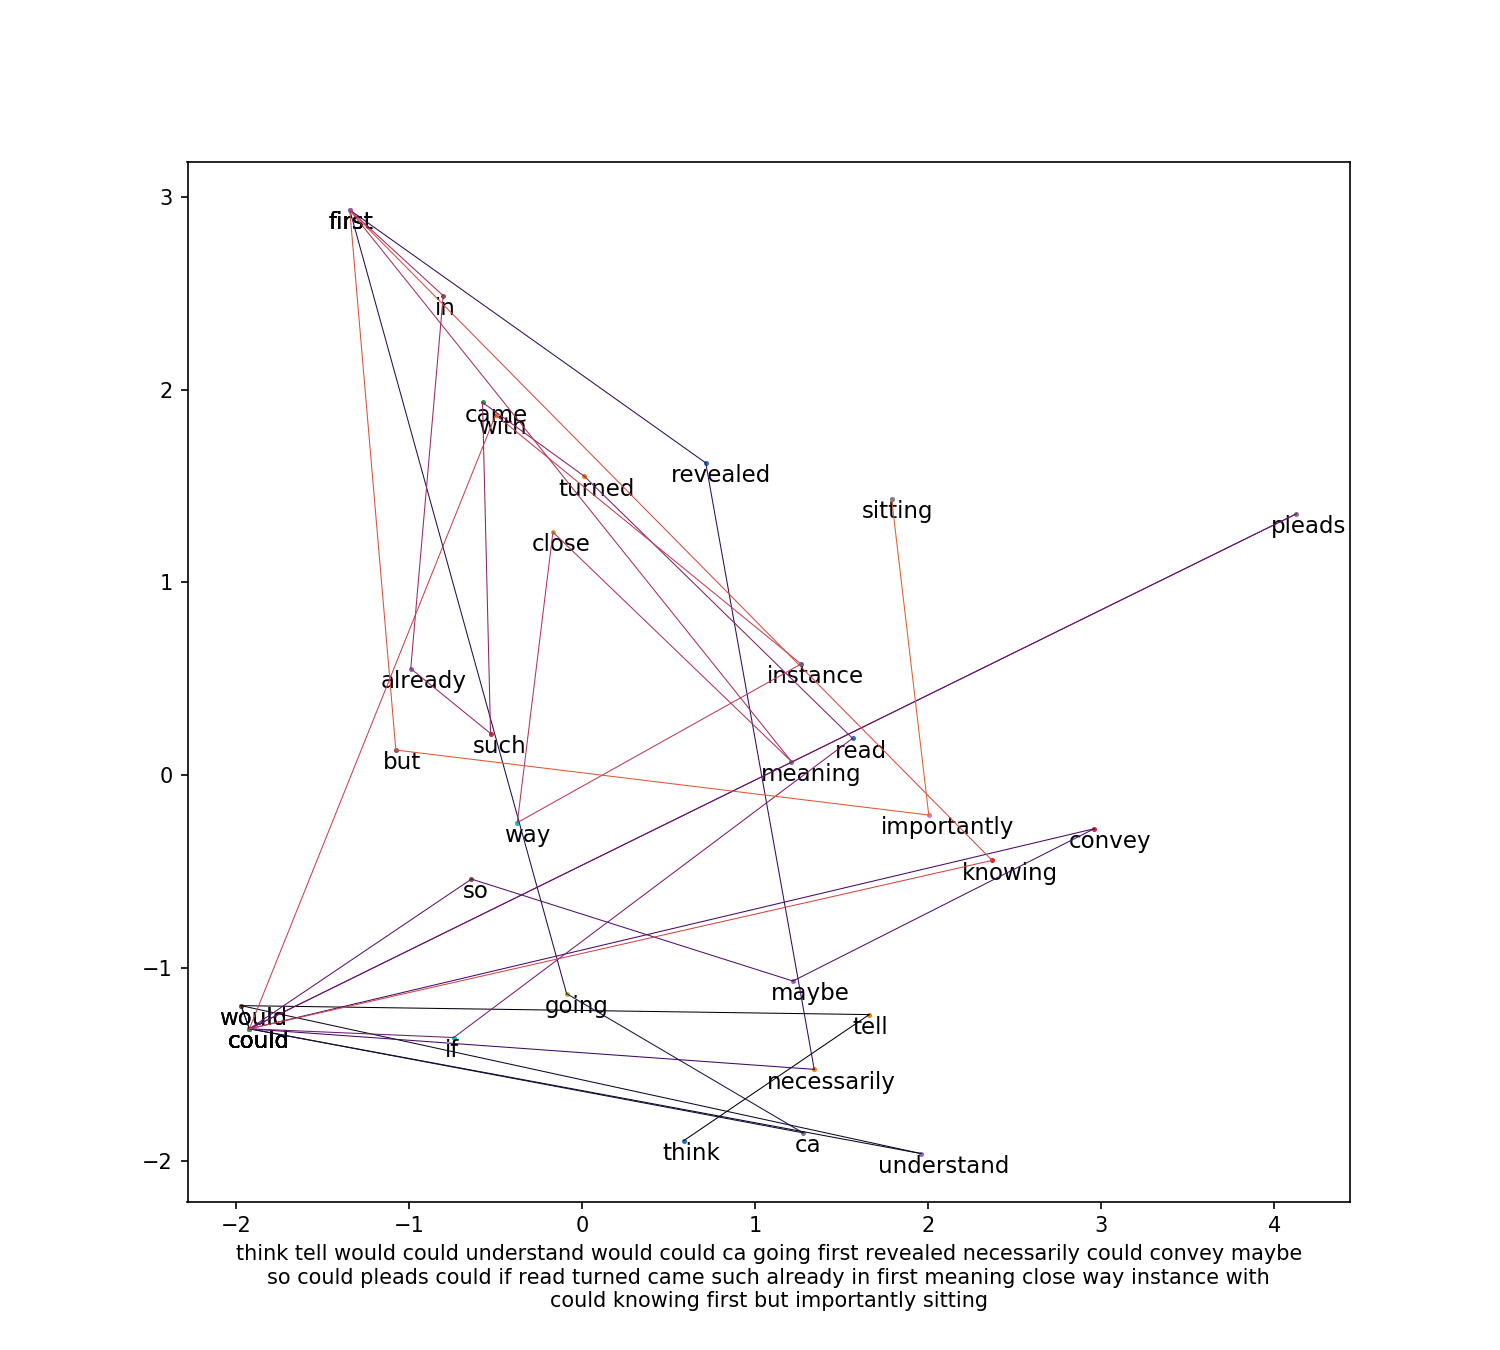 3
first
in
2
came
with
revealed
turned
sitting
pleads
close
1
instance
already
such
read
but
meaning
0
way
importantly
convey
knowing
so
−1
maybe
going
would
tell
could
if
necessarily
think
ca
understand
−2
−2 −1 0 1 2 3 4
think tell would could understand would could ca going first revealed necessarily could convey maybe
so could pleads could if read turned came such already in first meaning close way instance with
could knowing first but importantly sitting